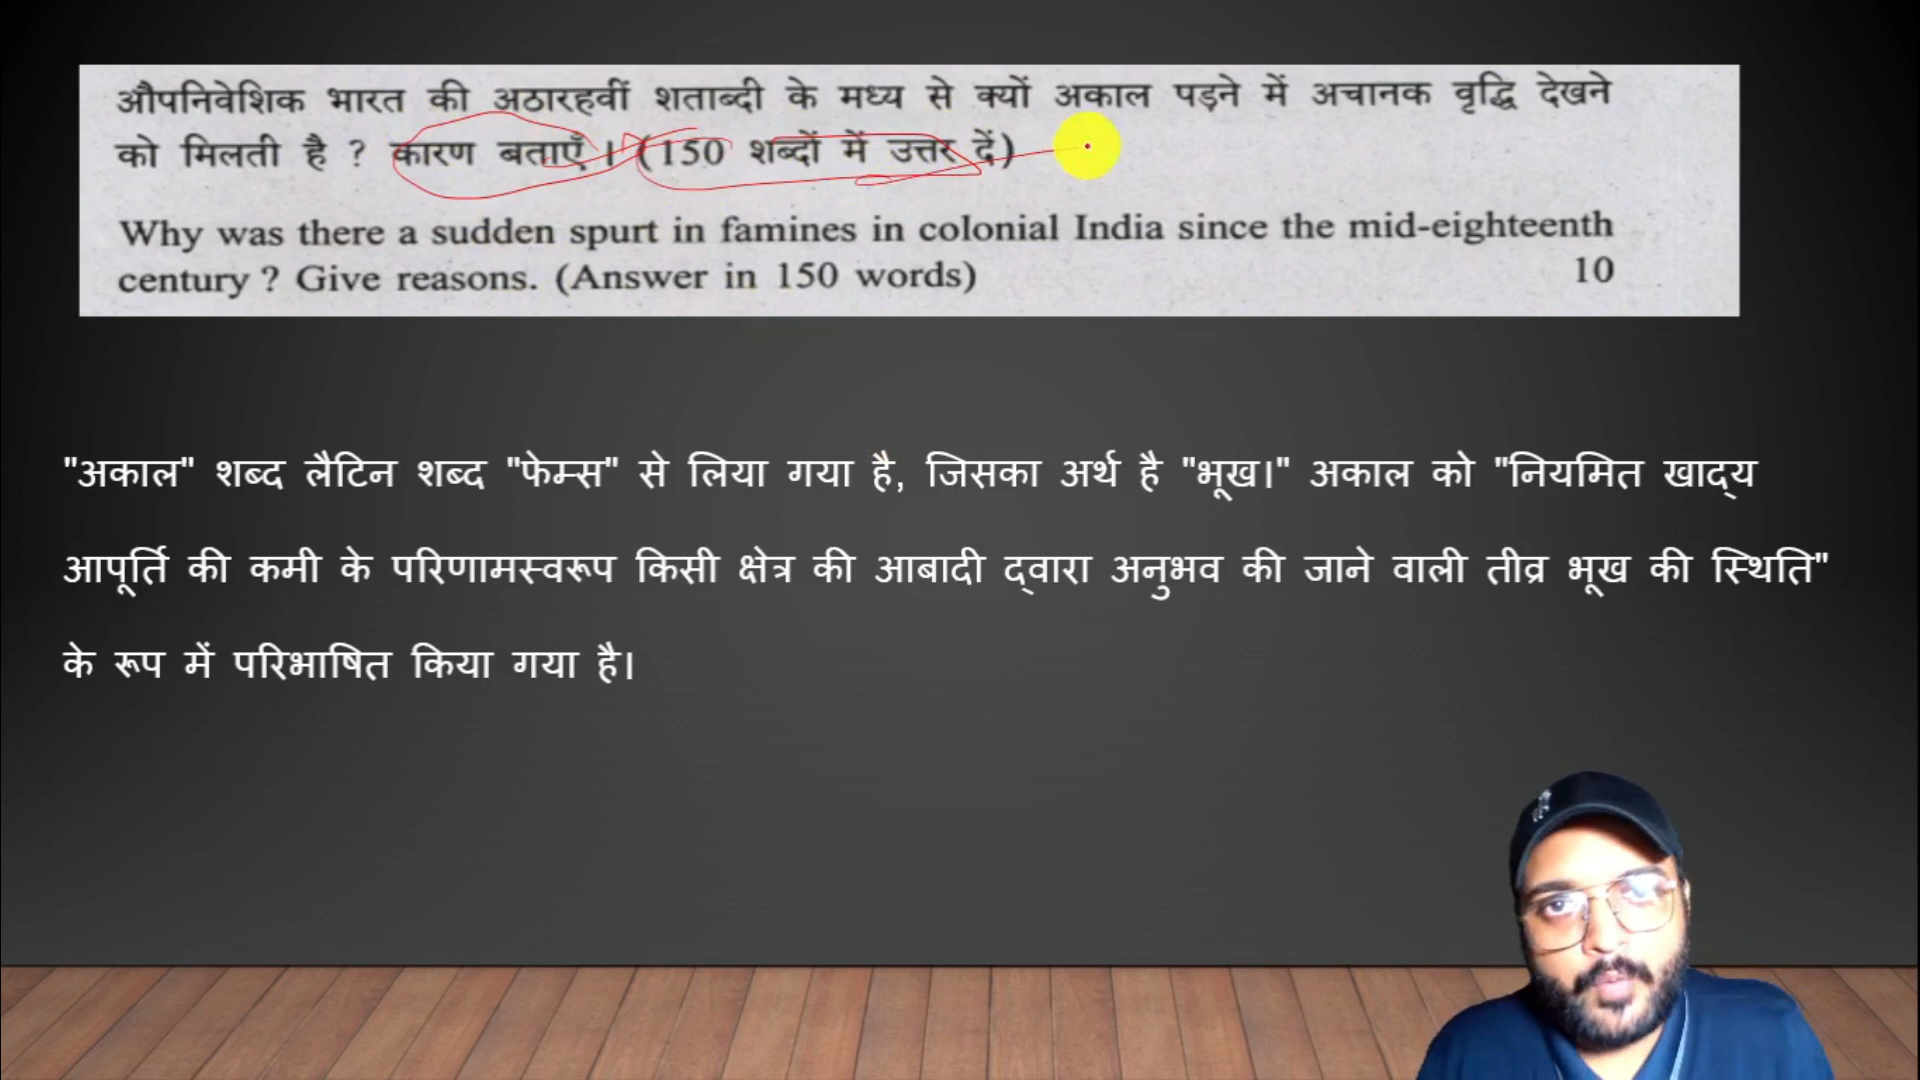 औपनिवेशिक भारत की अठारहवीं शताब्दी के मध्य से क्यों अकाल पड़ने में अचानक वृद्धि देखने
को मिलती है ? कारण बताएँ । (150 शब्दों में उत्तर दें)
Why was there a sudden spurt in famines in colonial India since the mid-eighteenth
century ? Give reasons. (Answer in 150 words) 10
"अकाल" शब्द लैटिन शब्द "फेम्स" से लिया गया है, जिसका अर्थ है "भूख।" अकाल को "नियमित खाद्य
आपूर्ति की कमी के परिणामस्वरूप किसी क्षेत्र की आबादी द्वारा अनुभव की जाने वाली तीव्र भूख की स्थिति"
के रूप में परिभाषित किया गया है।